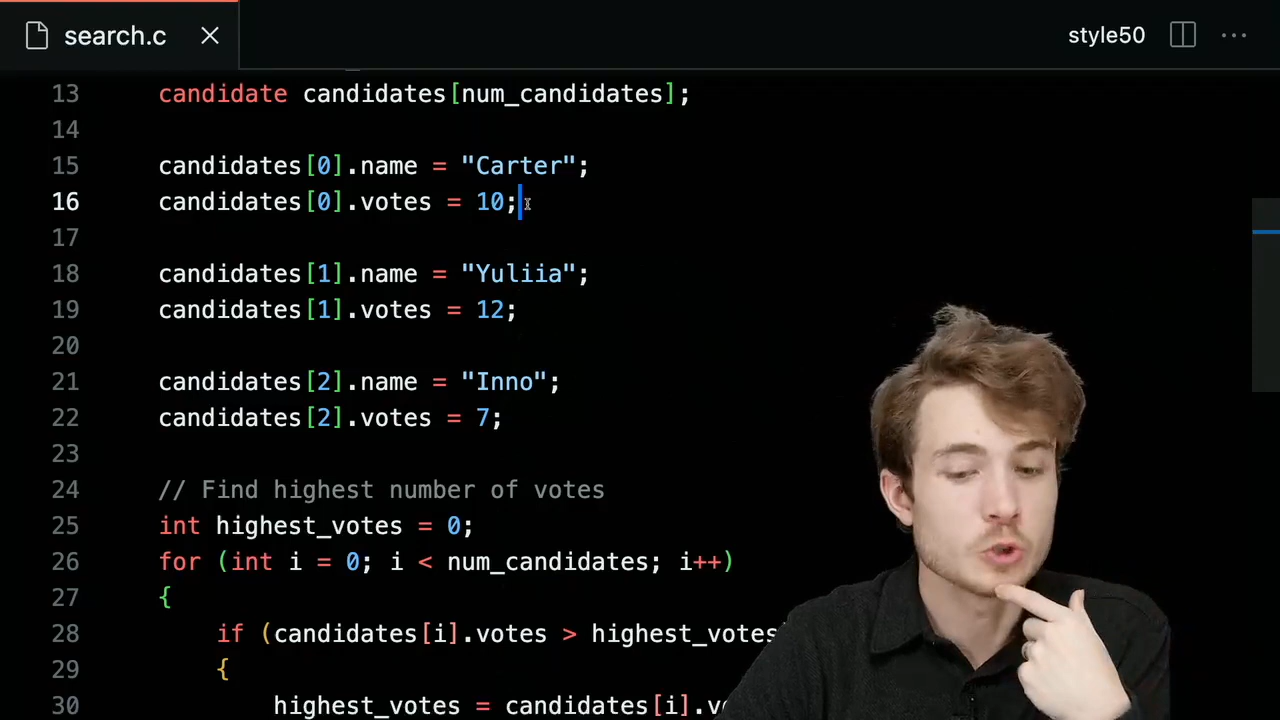 search.c
style50
13 candidate candidates[num_candidates];
14
15 candidates[0].name = "Carter";
16 candidates[0].votes = 10;
17
18 candidates[1].name = "Yuliia";
19 candidates[1].votes = 12;
20
21 candidates[2].name = "Inno";
22 candidates[2].votes = 7;
23
24 // Find highest number of votes
25 int highest_votes = 0;
26 for (int i = 0; i < num_candidates; i++)
27 {
28 if (candidates[i].votes > highest_votes
29 {
30 highest_votes = candidates[i].v